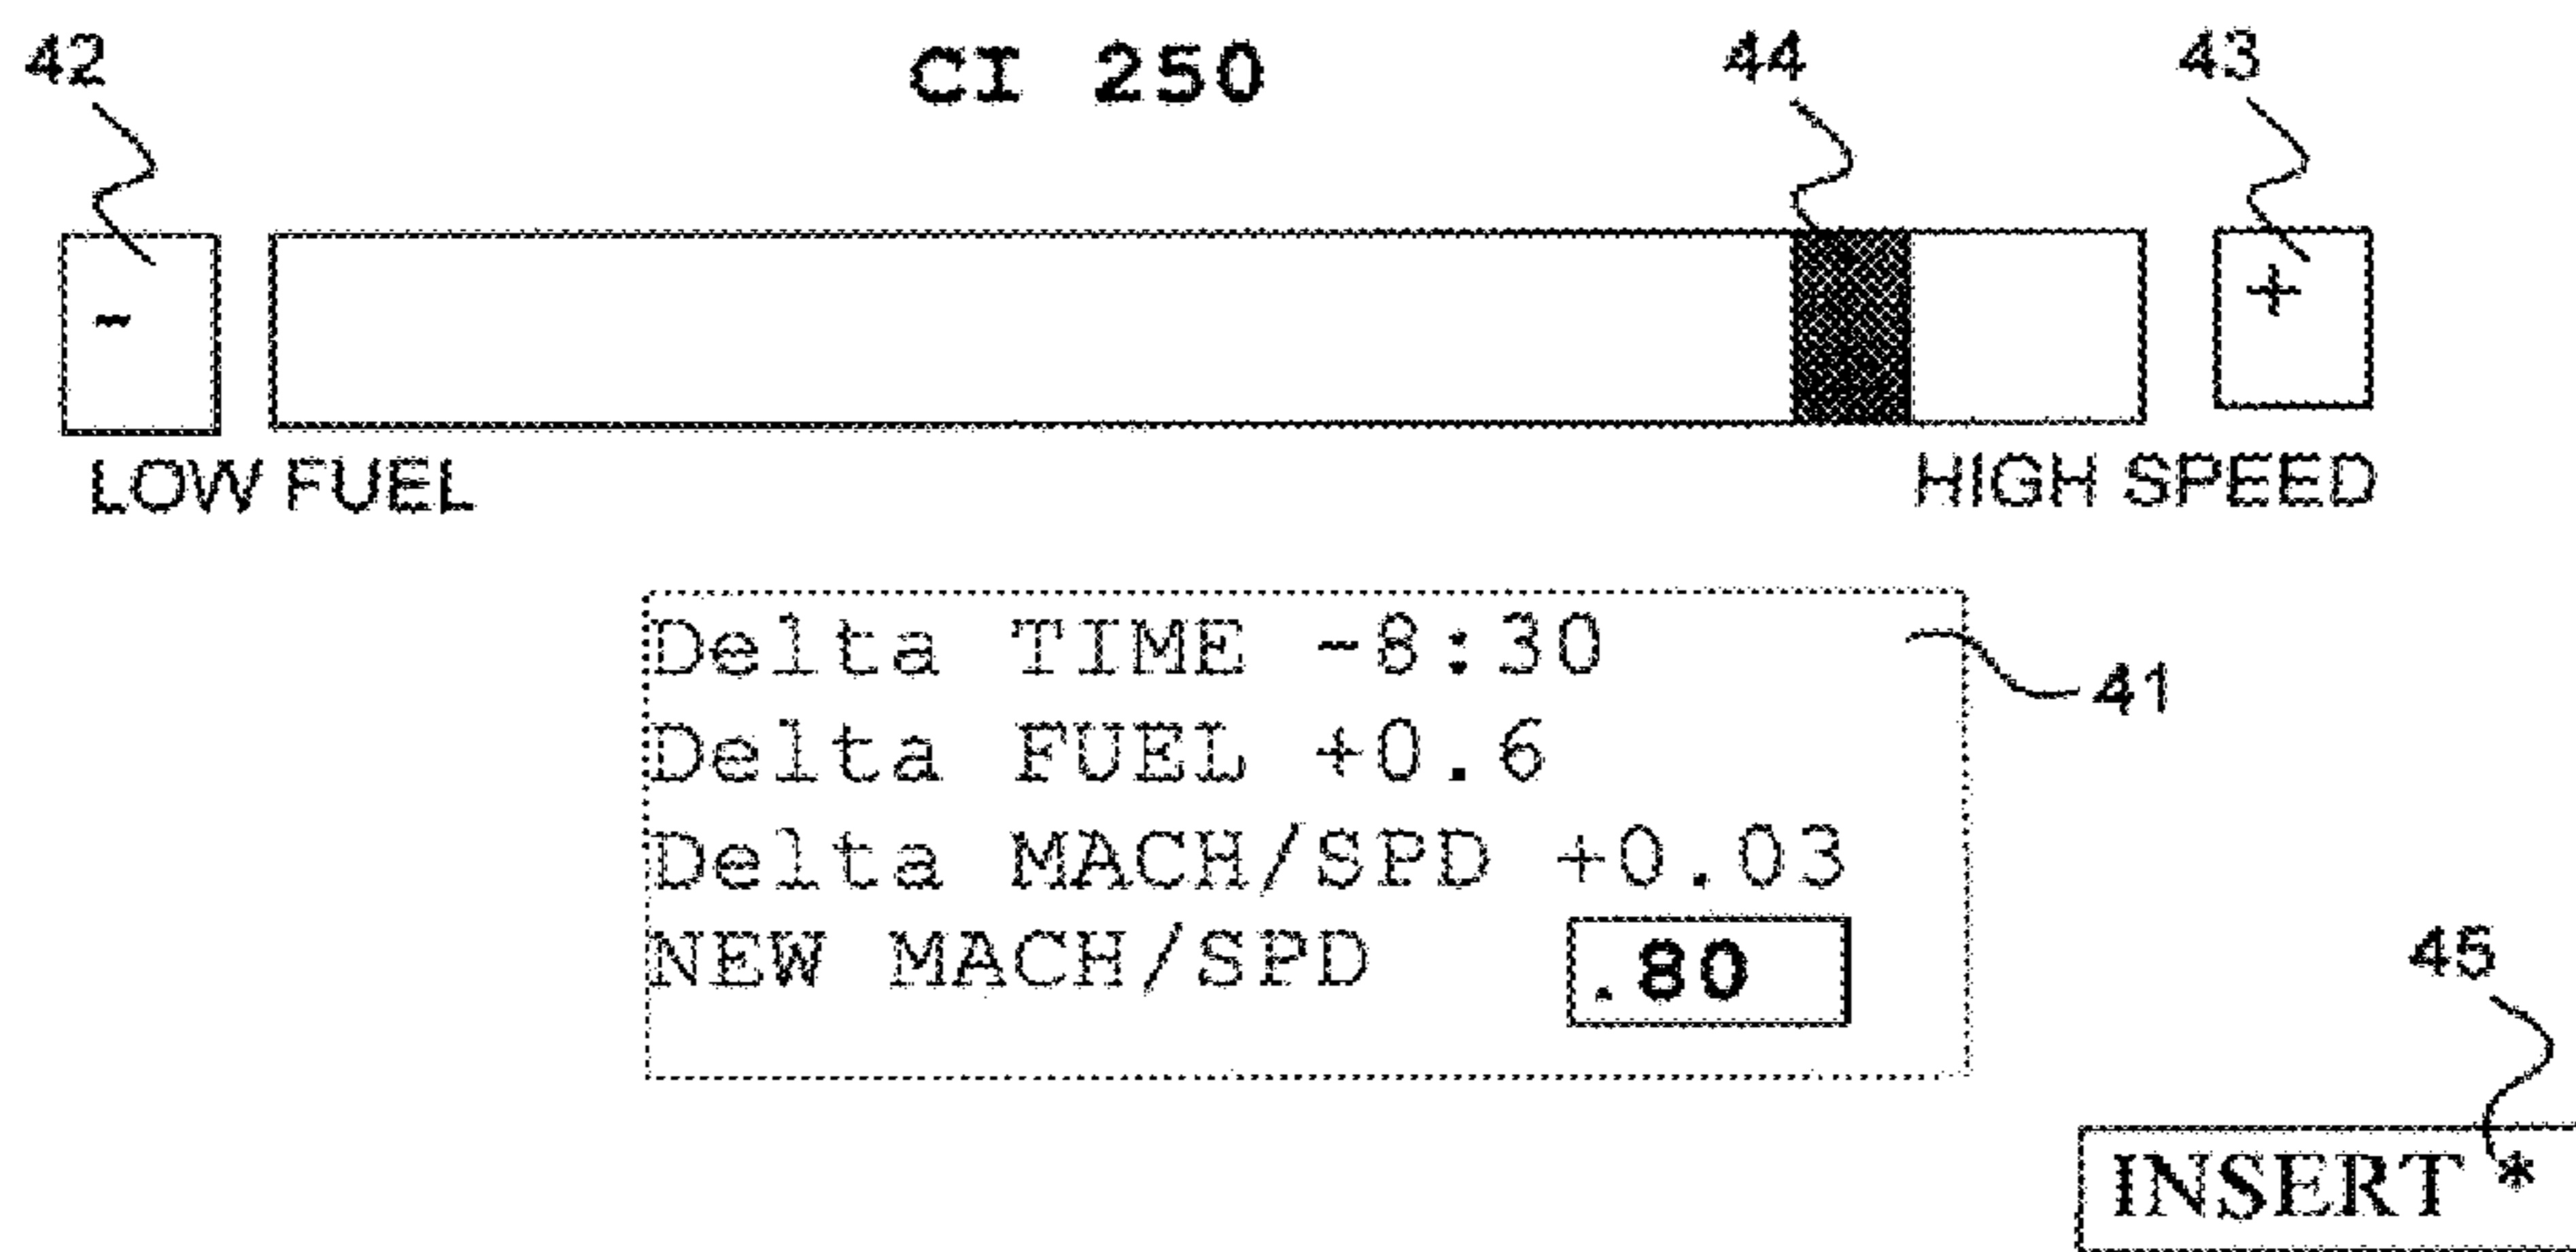 42 CI 250 44 43
- +
LOW FUEL HIGH SPEED
Delta TIME -8:30
41
Delta FUEL +0.6
Delta MACH/SPD +0.03
NEW MACH/SPD .80
45
INSERT *